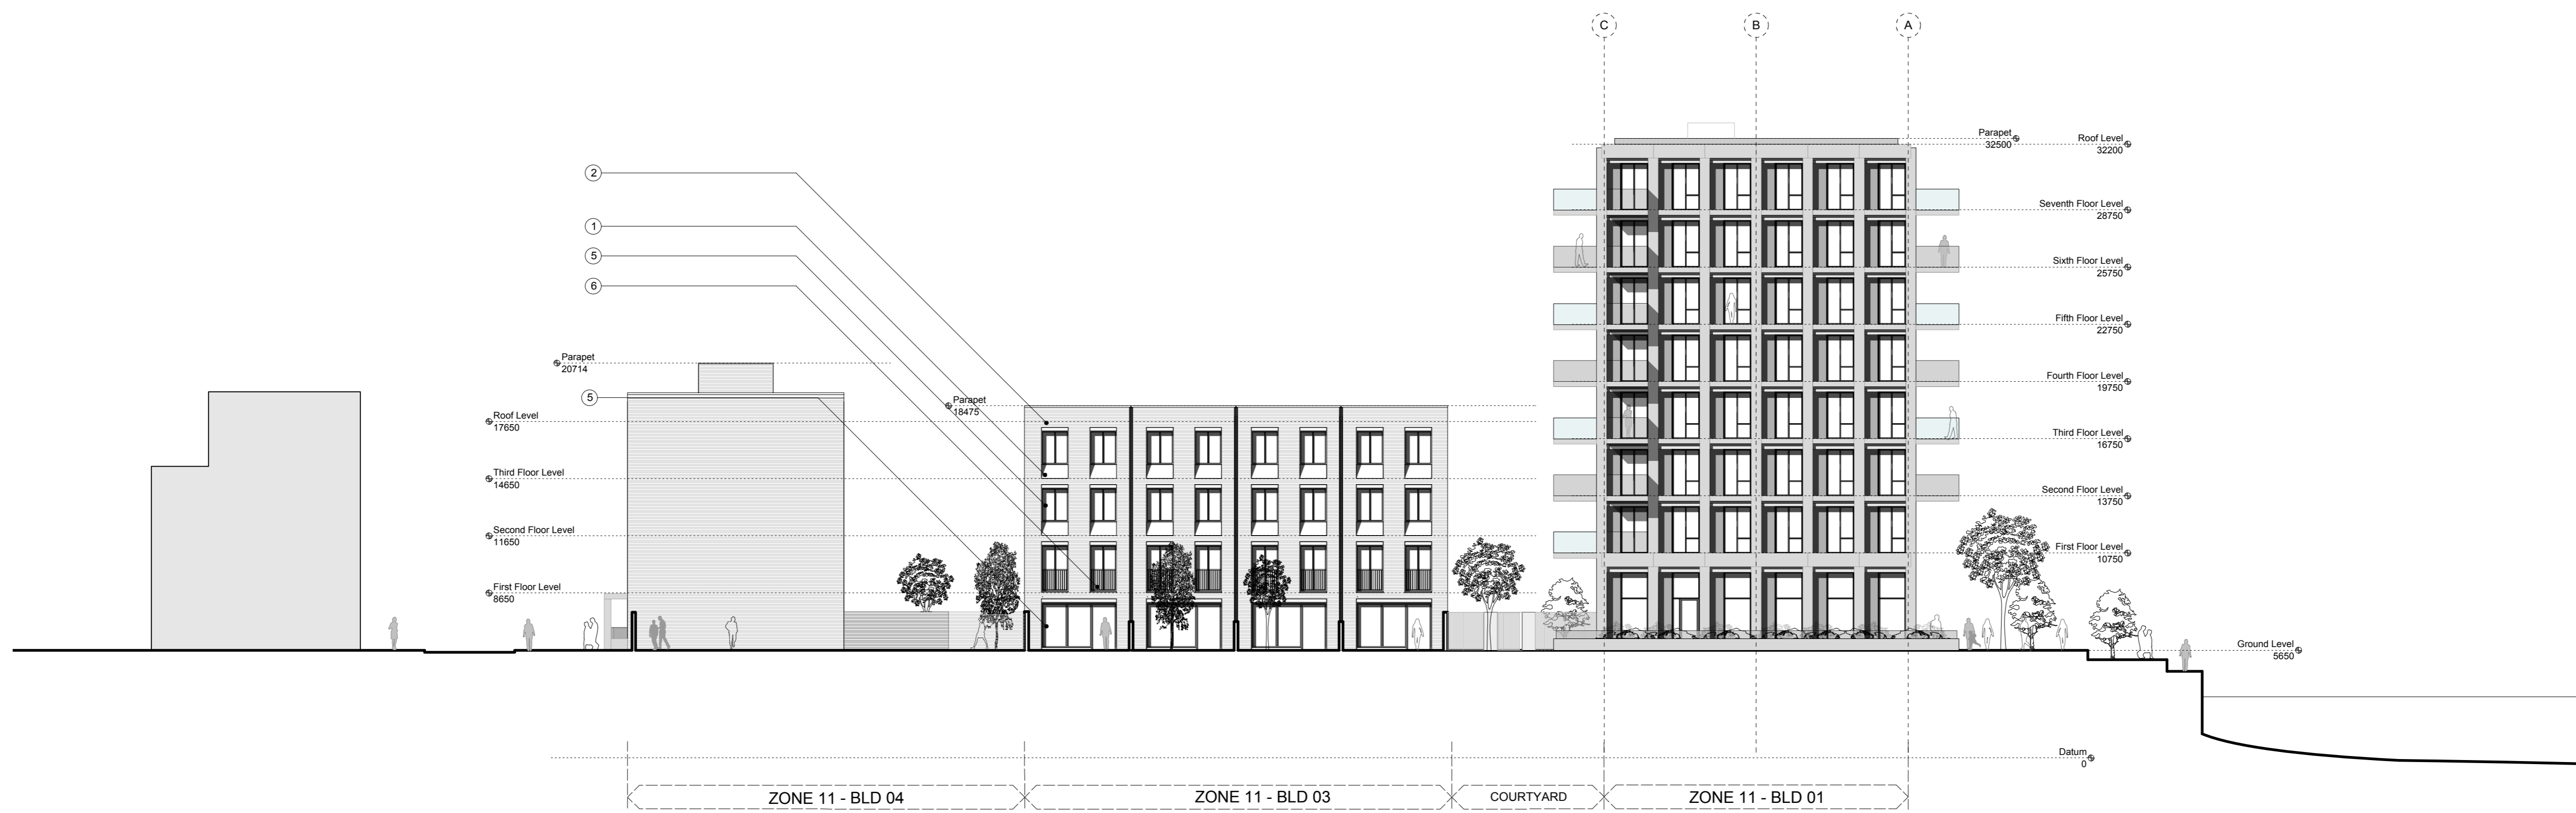 C
B
A
Parapet
32500
Roof Level
32200
2
Seventh Floor Level
28750
1
5
Sixth Floor Level
25750
6
Fifth Floor Level
22750
Parapet
20714
Fourth Floor Level
19750
5
Parapet
18475
Roof Level
17650
Third Floor Level
16750
Third Floor Level
14650
Second Floor Level
13750
Second Floor Level
11650
First Floor Level
10750
First Floor Level
8650
Ground Level
5650
Datum
0
ZONE 11 - BLD 04
ZONE 11 - BLD 03
COURTYARD
ZONE 11 - BLD 01